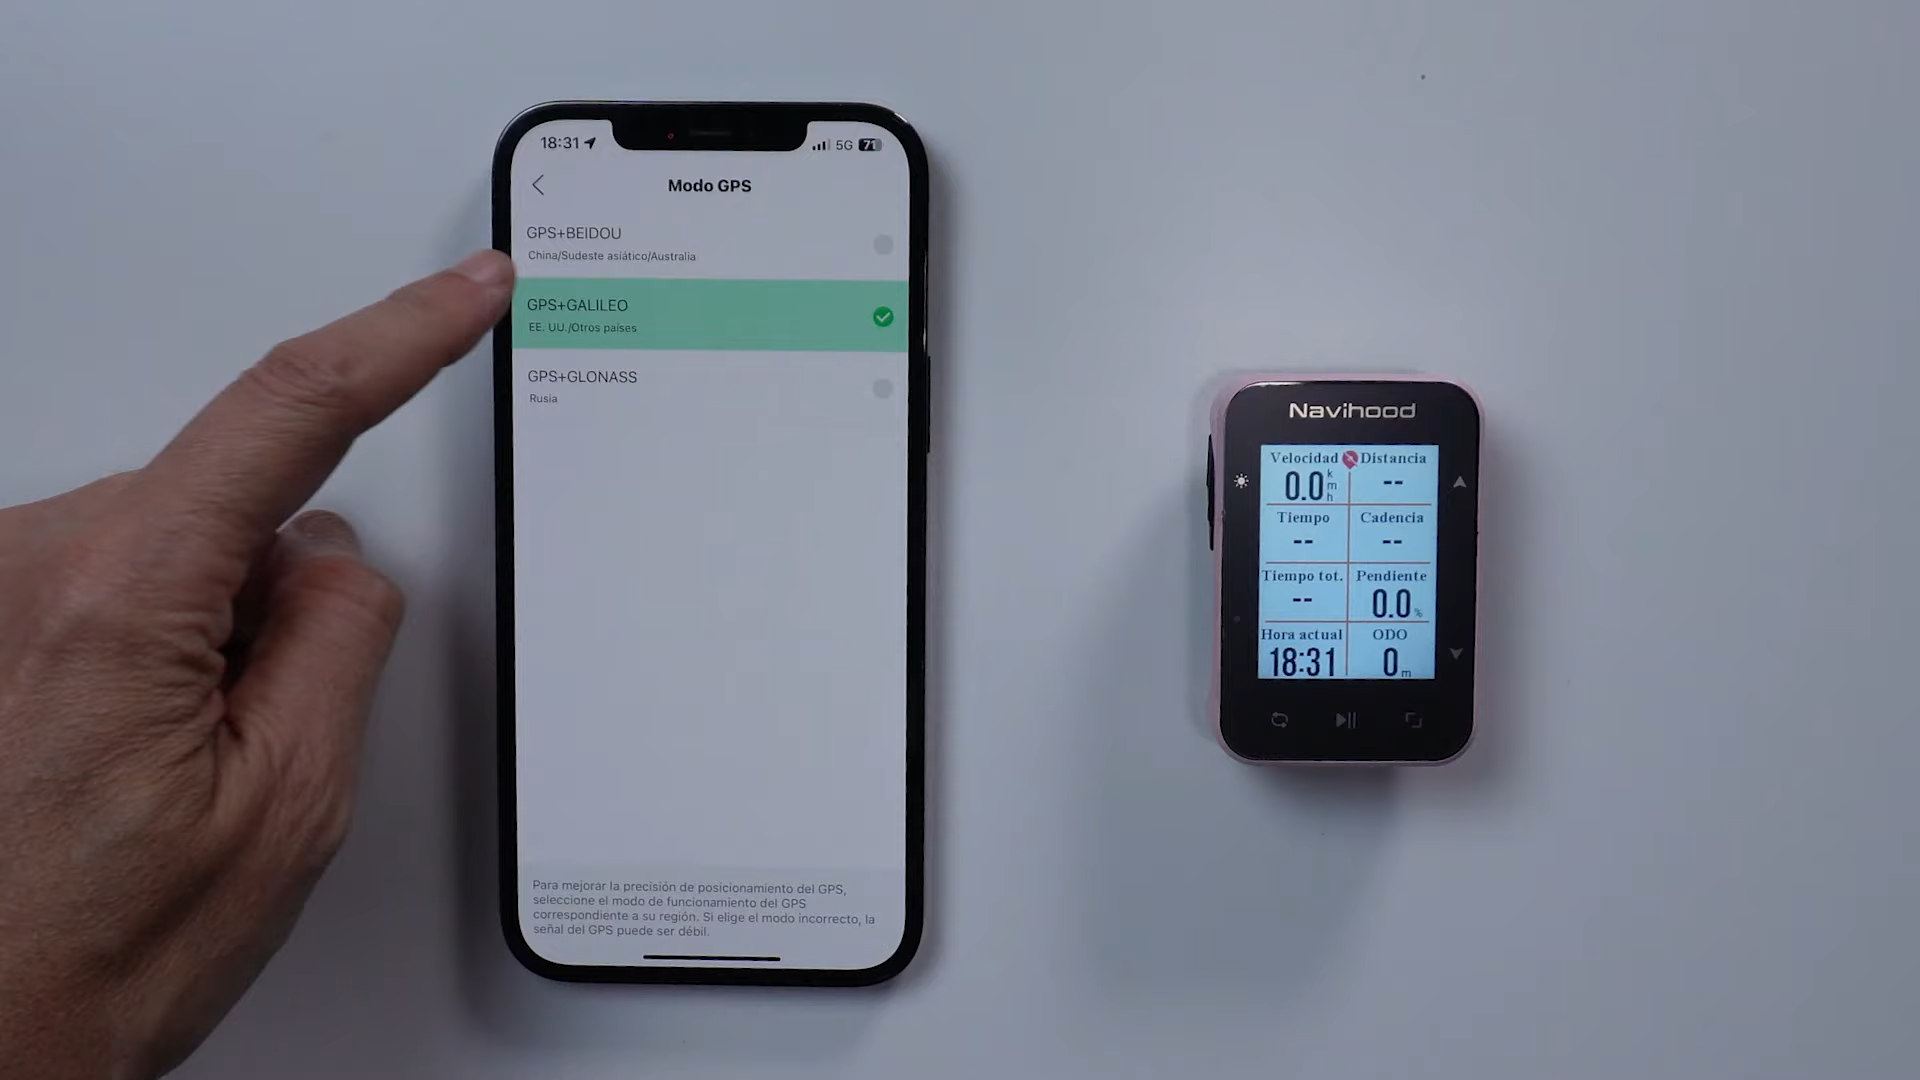 18:31
5G 71
Modo GPS
GPS+BEIDOU
China/Sudeste asiático/Australia
GPS+GALILEO
EE. UU./Otros países
GPS+GLONASS
Rusia
Para mejorar la precisión de posicionamiento del GPS,
seleccione el modo de funcionamiento del GPS
correspondiente a su región. Si elige el modo incorrecto, la
señal del GPS puede ser débil.
Navihood
Velocidad Distancia
0.0 kmh --
Tiempo Cadencia
-- --
Tiempo tot. Pendiente
-- 0.0 %
Hora actual ODO
18:31 0 m